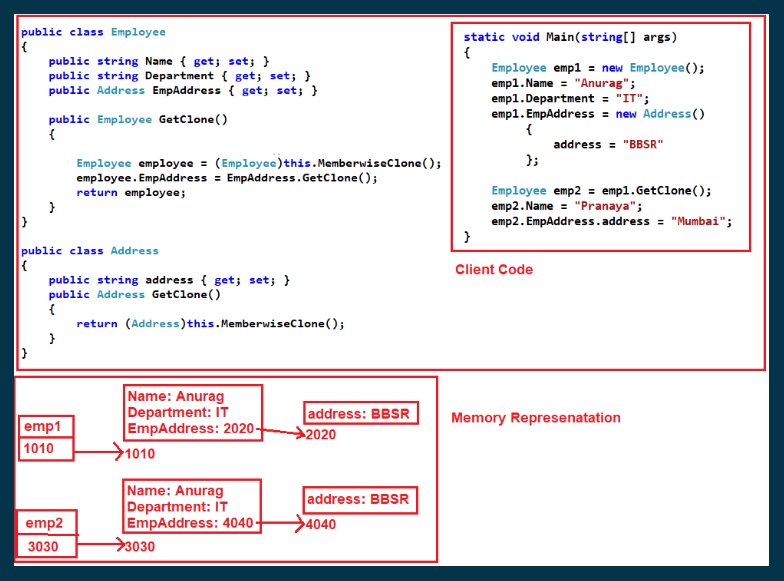 public class Employee
{
    public string Name { get; set; }
    public string Department { get; set; }
    public Address EmpAddress { get; set; }
    public Employee GetClone()
    {
        Employee employee = (Employee)this.MemberwiseClone();
        employee.EmpAddress = EmpAddress.GetClone();
        return employee;
    }
}
public class Address
{
    public string address { get; set; }
    public Address GetClone()
    {
        return (Address)this.MemberwiseClone();
    }
}
static void Main(string[] args)
{
    Employee emp1 = new Employee();
    emp1.Name = "Anurag";
    emp1.Department = "IT";
    emp1.EmpAddress = new Address()
        {
            address = "BBSR"
        };
    Employee emp2 = emp1.GetClone();
    emp2.Name = "Pranaya";
    emp2.EmpAddress.address = "Mumbai";
}
Client Code
emp1
1010
Name: Anurag
Department: IT
EmpAddress: 2020
1010
address: BBSR
2020
emp2
3030
Name: Anurag
Department: IT
EmpAddress: 4040
3030
address: BBSR
4040
Memory Represenatation